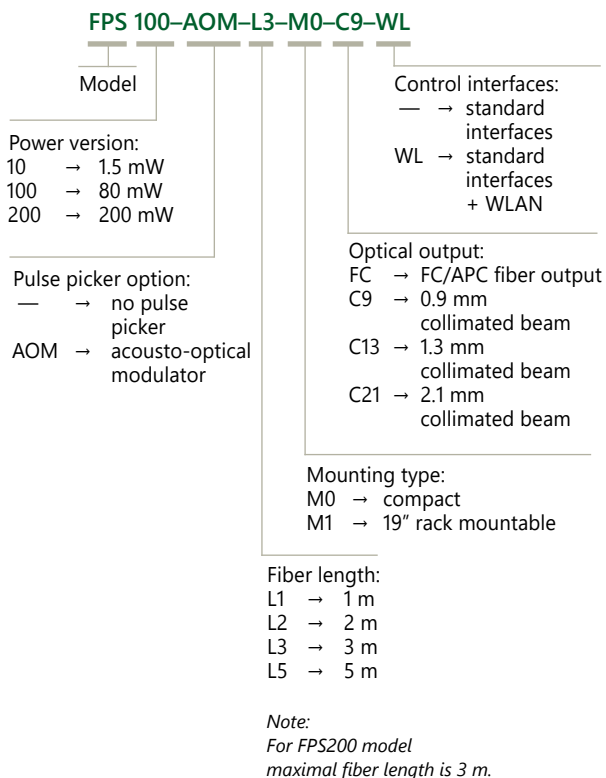 FPS 100–AOM–L3–M0–C9–WL
Model
Power version:
10 → 1.5 mW
100 → 80 mW
200 → 200 mW
Pulse picker option:
— → no pulse
picker
AOM → acousto-optical
modulator
Control interfaces:
— → standard
interfaces
WL → standard
interfaces
+ WLAN
Optical output:
FC → FC/APC fiber output
C9 → 0.9 mm
collimated beam
C13 → 1.3 mm
collimated beam
C21 → 2.1 mm
collimated beam
Mounting type:
M0 → compact
M1 → 19” rack mountable
Fiber length:
L1 → 1 m
L2 → 2 m
L3 → 3 m
L5 → 5 m
Note:
For FPS200 model
maximal fiber length is 3 m.